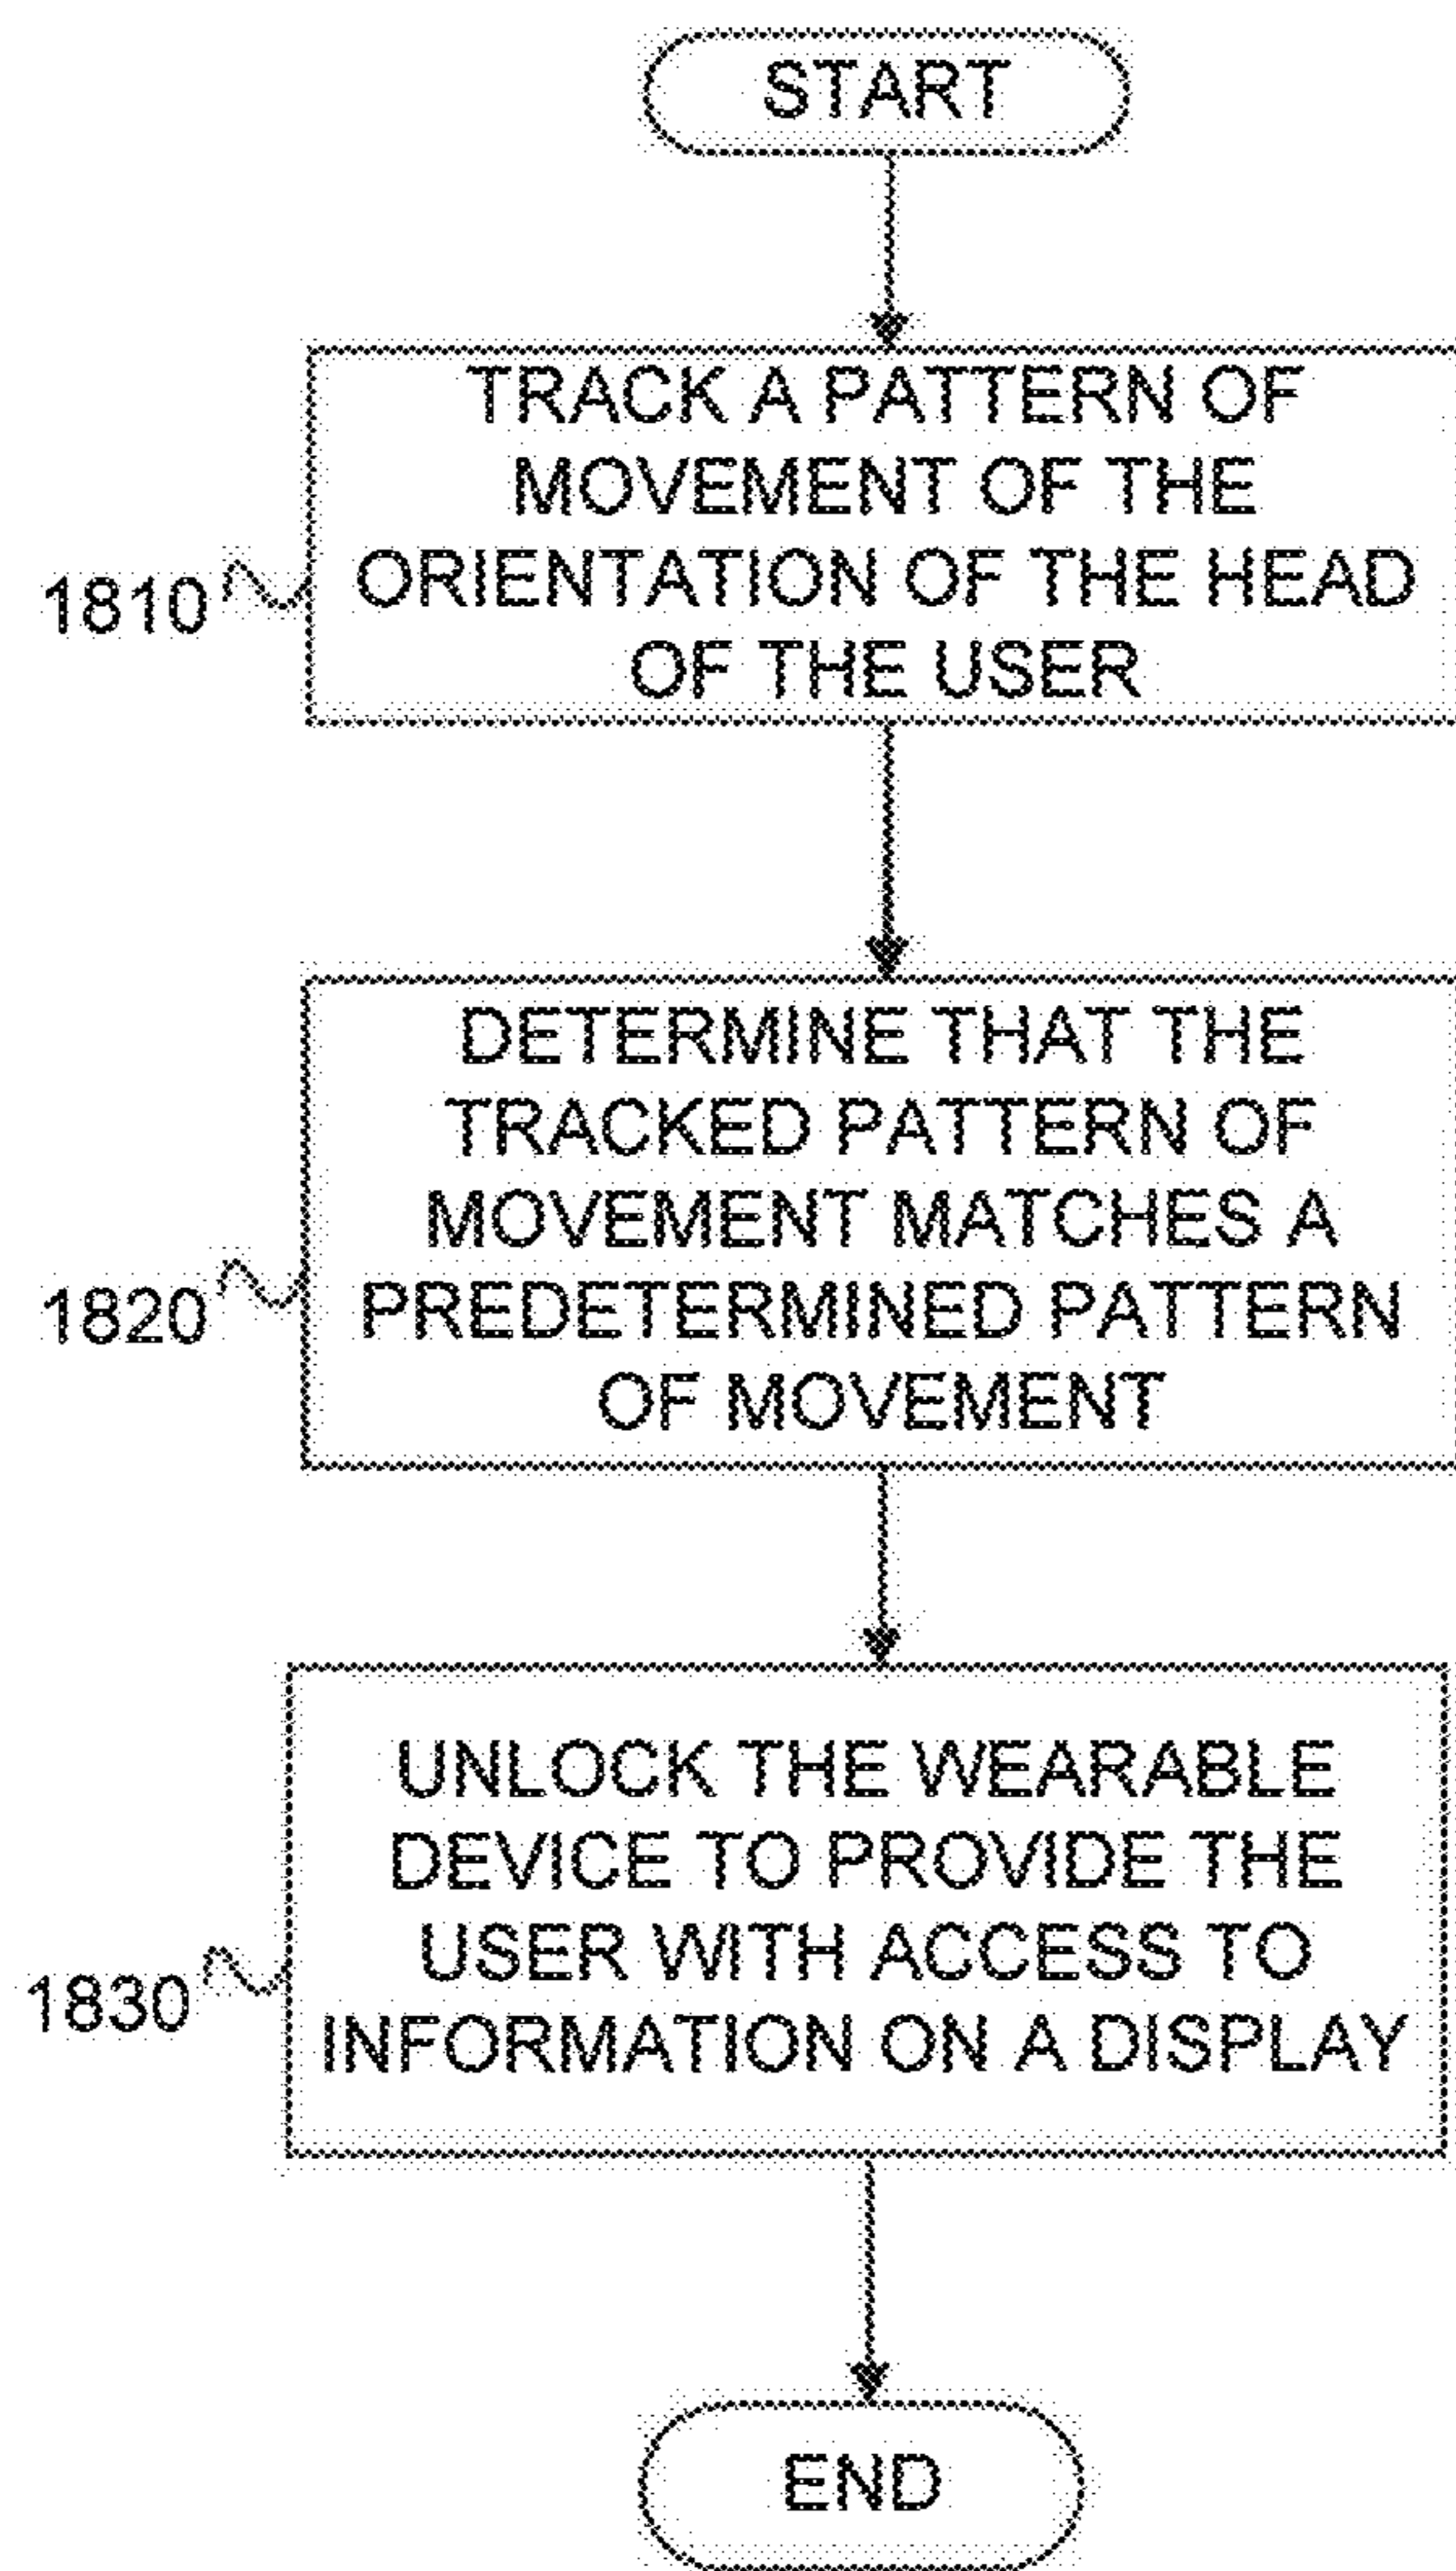 START
TRACK A PATTERN OF
MOVEMENT OF THE
ORIENTATION OF THE HEAD
OF THE USER
1810
DETERMINE THAT THE
TRACKED PATTERN OF
MOVEMENT MATCHES A
PREDETERMINED PATTERN
OF MOVEMENT
1820
UNLOCK THE WEARABLE
DEVICE TO PROVIDE THE
USER WITH ACCESS TO
INFORMATION ON A DISPLAY
1830
END